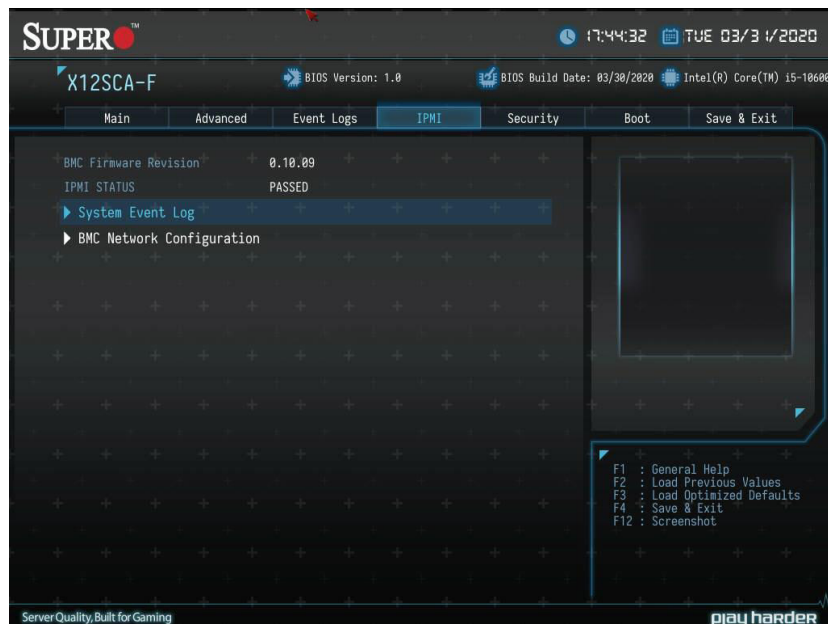 SUPER™
17:44:32 TUE 03/31/2020
X12SCA-F BIOS Version: 1.0 BIOS Build Date: 03/30/2020 Intel(R) Core(TM) i5-10600
Main Advanced Event Logs IPMI Security Boot Save & Exit
BMC Firmware Revision 0.10.09
IPMI STATUS PASSED
System Event Log
BMC Network Configuration
F1 : General Help
F2 : Load Previous Values
F3 : Load Optimized Defaults
F4 : Save & Exit
F12 : Screenshot
Server Quality, Built for Gaming play harder